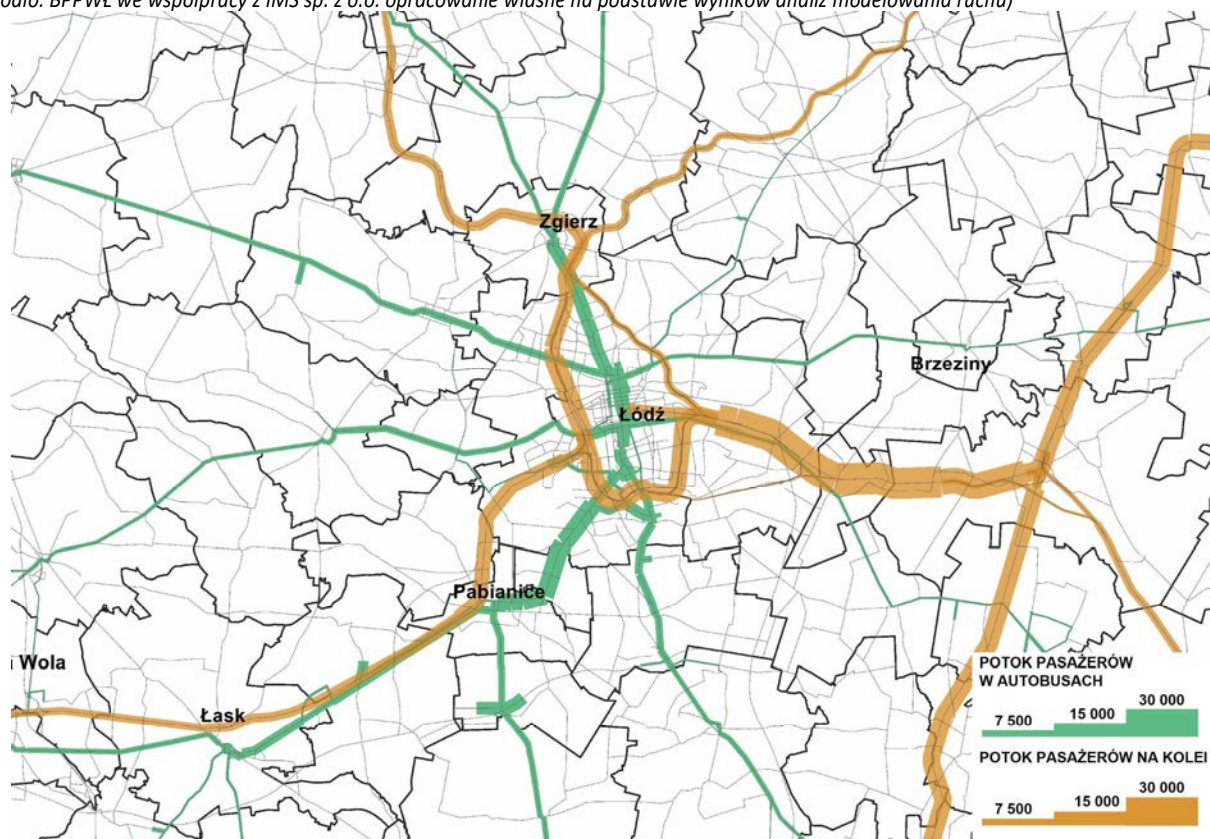 BPPWŁ we współpracy z IMS sp. z o.o. opracowanie własne na podstawie wyników analiz modelowania ruchu)
Zgierz
Brzeziny
Łódź
Pabianice
Wola
Łask
POTOK PASAŻERÓW
W AUTOBUSACH
7 500 15 000 30 000
POTOK PASAŻERÓW NA KOLEI
7 500 15 000 30 000